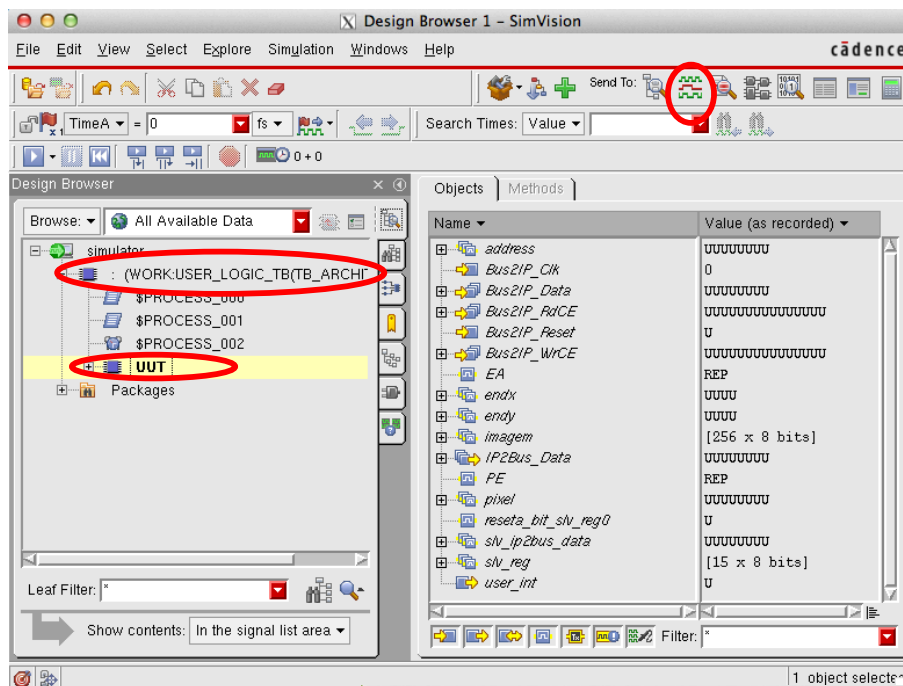 Design Browser 1 - SimVision
File Edit View Select Explore Simulation Windows Help cādence
Send To:
TimeA = 0 fs Search Times: Value
0 + 0
Design Browser
Browse: All Available Data
simulator
: (WORK:USER_LOGIC_TB(TB_ARCHIT
$PROCESS_000
$PROCESS_001
$PROCESS_002
UUT
Packages
Leaf Filter: *
Show contents: In the signal list area
Objects Methods
Name Value (as recorded)
address UUUUUUUU
Bus2IP_Clk 0
Bus2IP_Data UUUUUUUU
Bus2IP_RdCE UUUUUUUUUUUUUUU
Bus2IP_Reset U
Bus2IP_WrCE UUUUUUUUUUUUUUU
EA REP
endx UUUU
endy UUUU
imagem [256 x 8 bits]
IP2Bus_Data UUUUUUUU
PE REP
pixel UUUUUUUU
reseta_bit_slv_reg0 U
slv_ip2bus_data UUUUUUUU
slv_reg [15 x 8 bits]
user_int U
Filter: *
1 object selecte